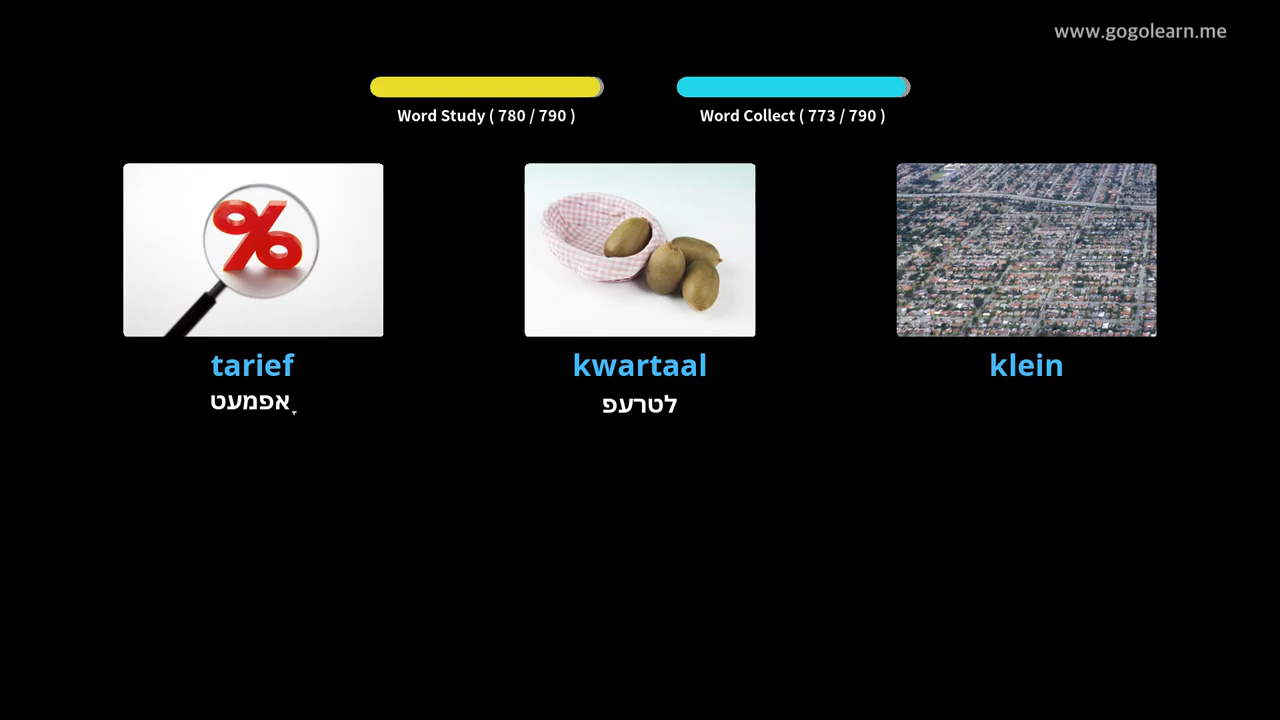 www.gogolearn.me
Word Study ( 780 / 790 )
Word Collect ( 773 / 790 )
tarief
ָאפמעט
kwartaal
לטרעפ
klein